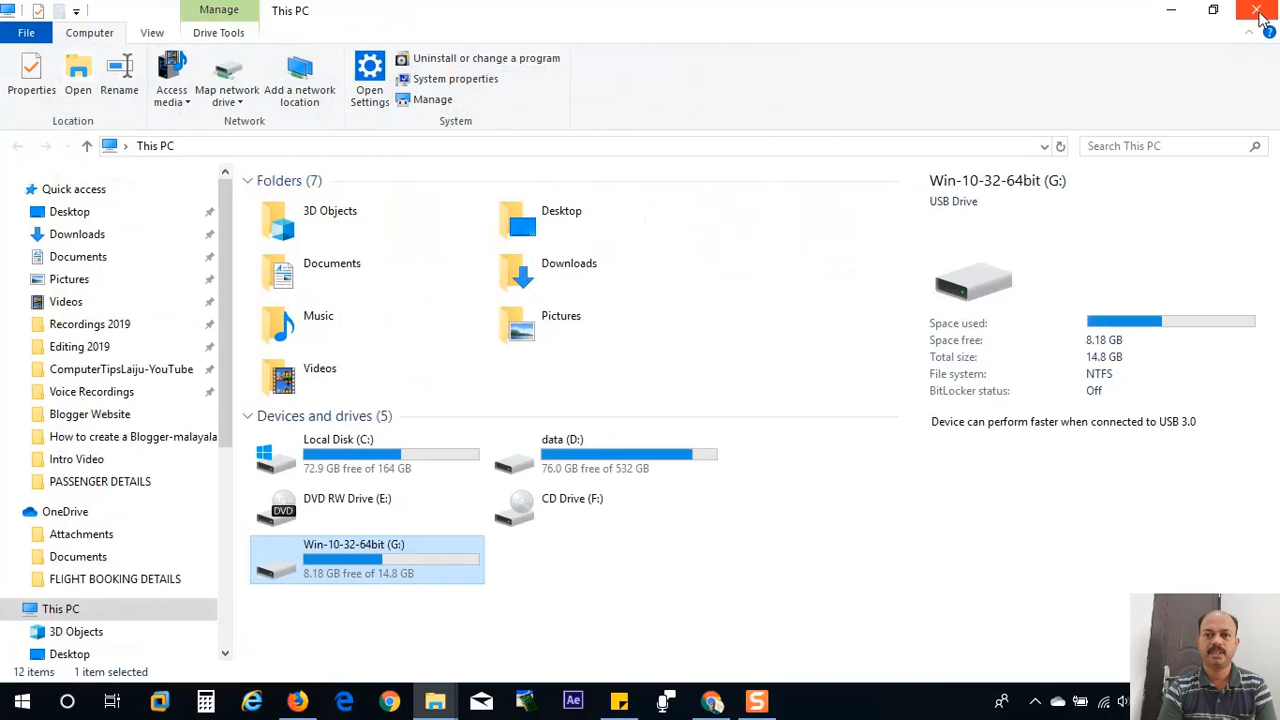 Manage
This PC
File
Computer
View
Drive Tools
Properties
Open
Rename
Access media
Map network drive
Add a network location
Open Settings
Uninstall or change a program
System properties
Manage
Location
Network
System
This PC
Search This PC
Quick access
Desktop
Downloads
Documents
Pictures
Videos
Recordings 2019
Editing 2019
ComputerTipsLaiju-YouTube
Voice Recordings
Blogger Website
How to create a Blogger-malayala
Intro Video
PASSENGER DETAILS
OneDrive
Attachments
Documents
FLIGHT BOOKING DETAILS
This PC
3D Objects
Desktop
Folders (7)
3D Objects
Desktop
Documents
Downloads
Music
Pictures
Videos
Devices and drives (5)
Local Disk (C:)
72.9 GB free of 164 GB
data (D:)
76.0 GB free of 532 GB
DVD RW Drive (E:)
DVD
CD Drive (F:)
Win-10-32-64bit (G:)
8.18 GB free of 14.8 GB
Win-10-32-64bit (G:)
USB Drive
Space used:
Space free: 8.18 GB
Total size: 14.8 GB
File system: NTFS
BitLocker status: Off
Device can perform faster when connected to USB 3.0
12 items
1 item selected
Ae
S